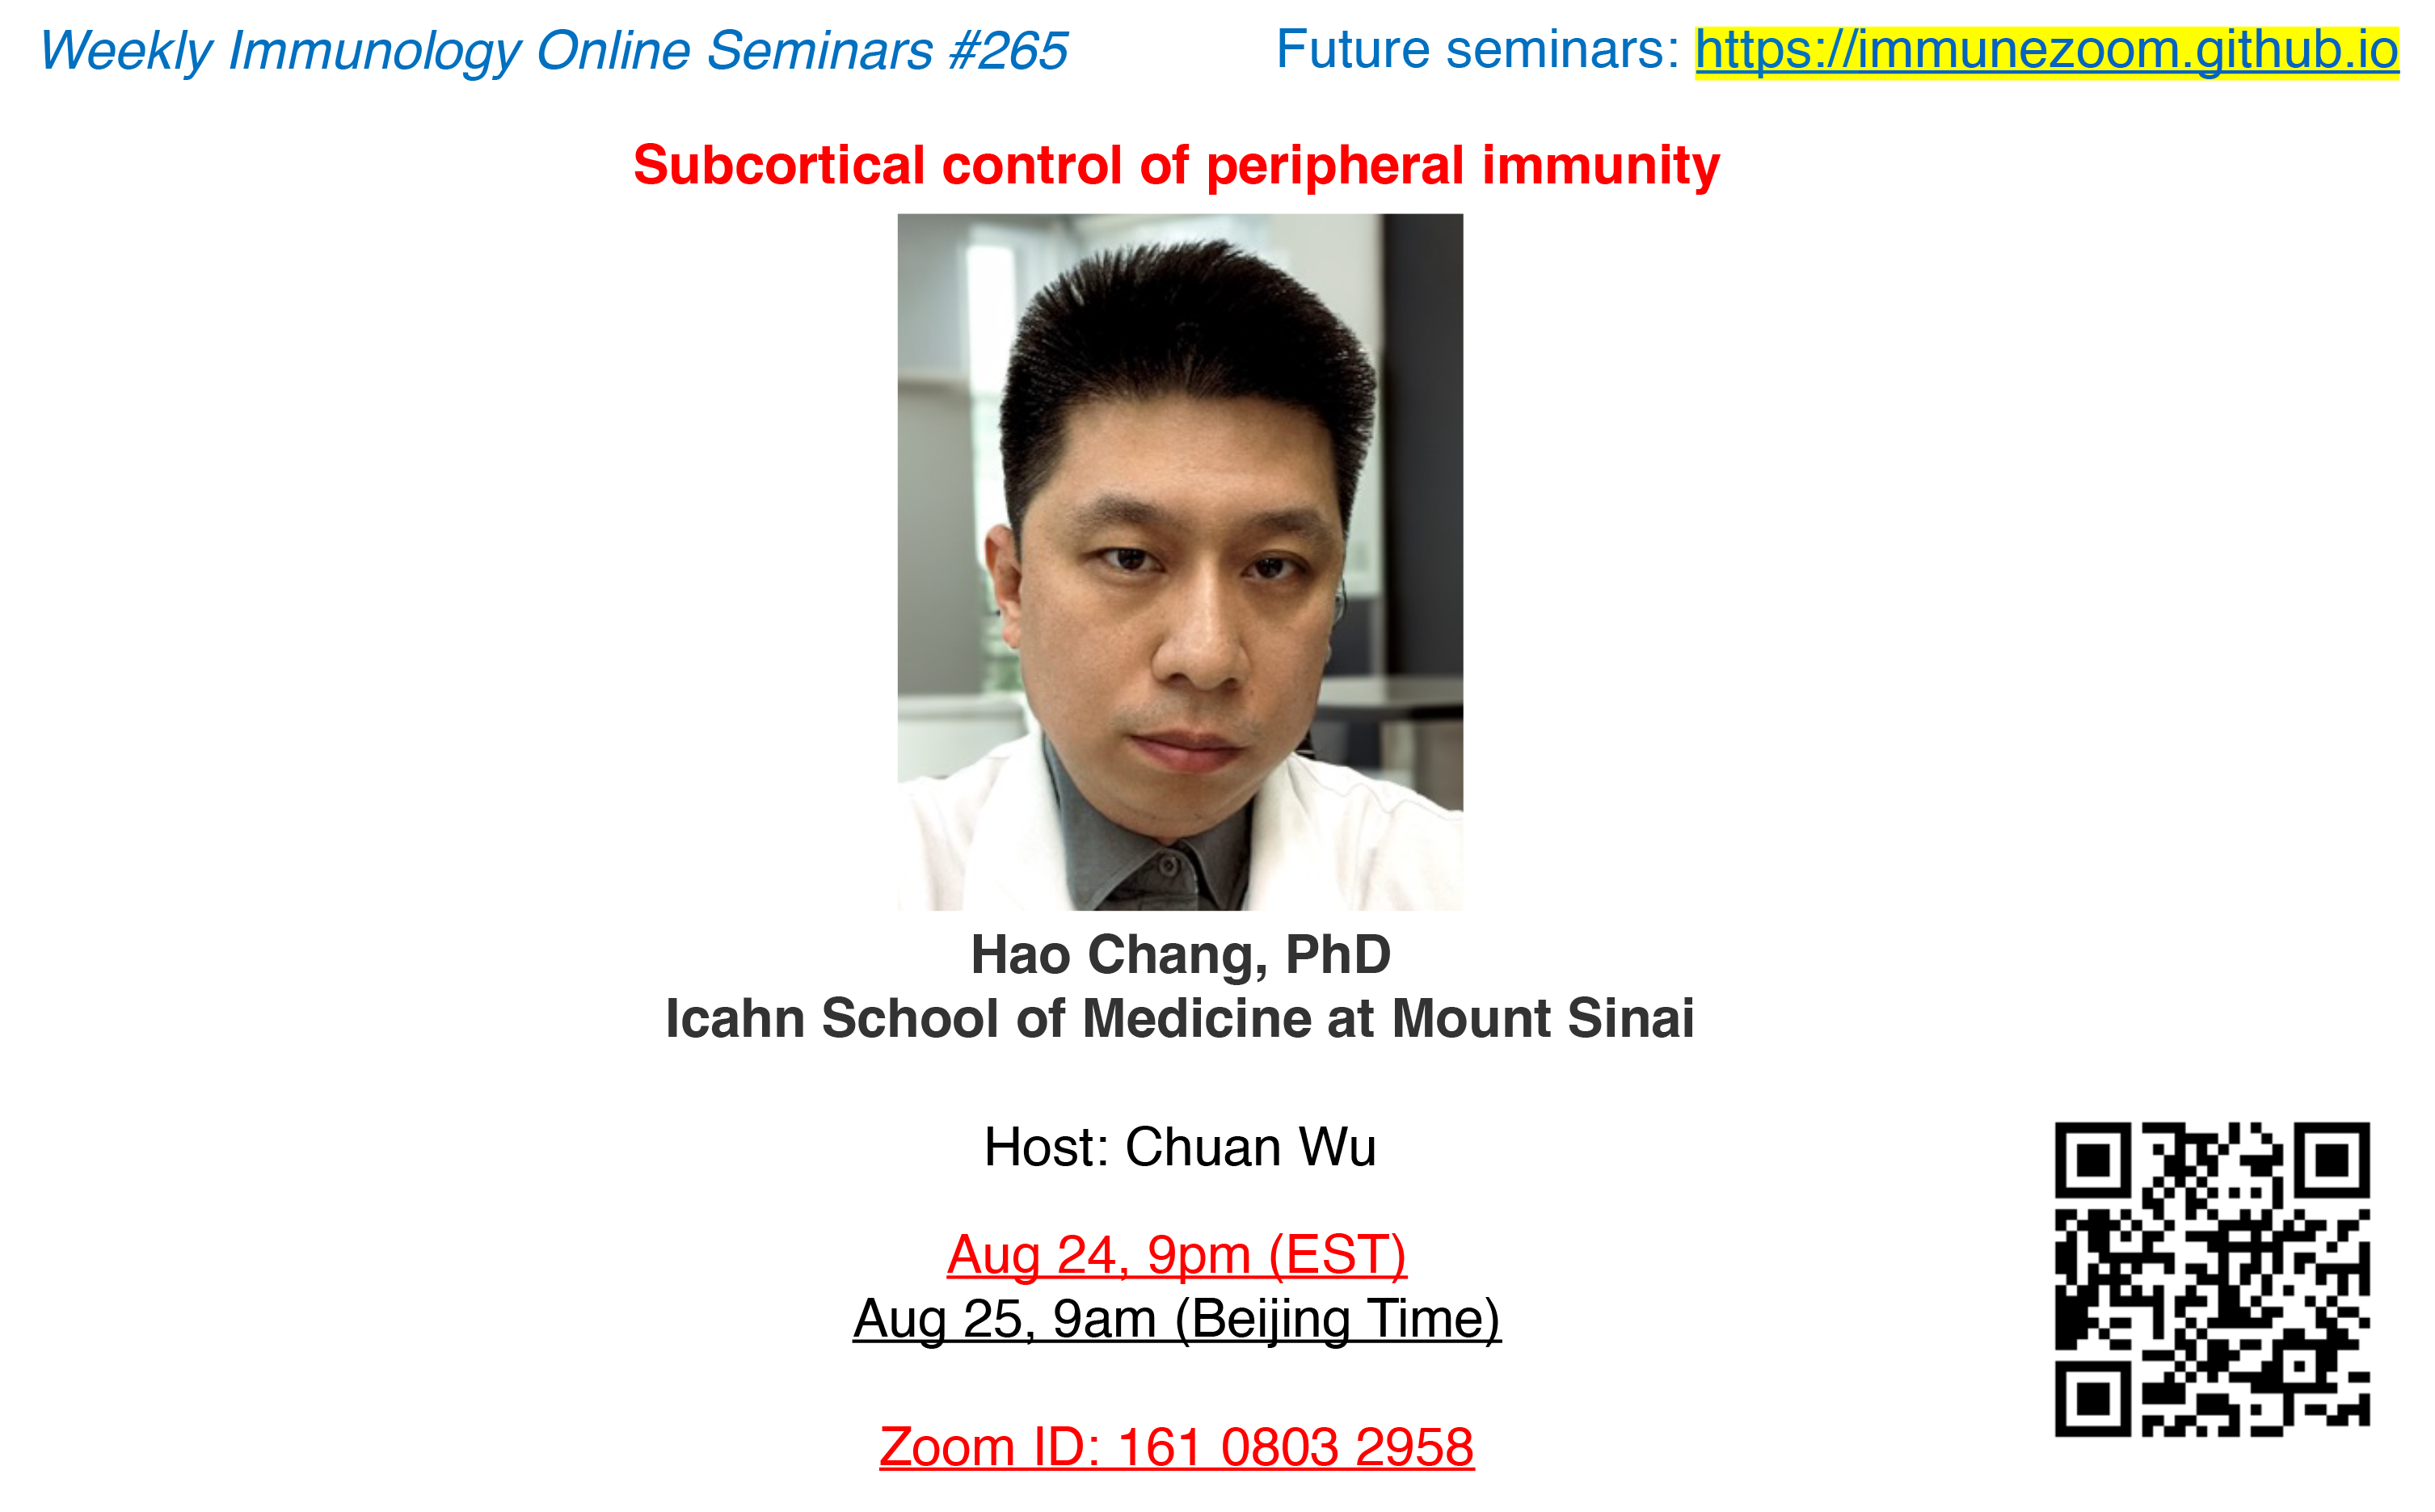 Weekly Immunology Online Seminars #265
Future seminars: https://immunezoom.github.io
Subcortical control of peripheral immunity
Hao Chang, PhD
Icahn School of Medicine at Mount Sinai
Host: Chuan Wu
Aug 24, 9pm (EST)
Aug 25, 9am (Beijing Time)
Zoom ID: 161 0803 2958